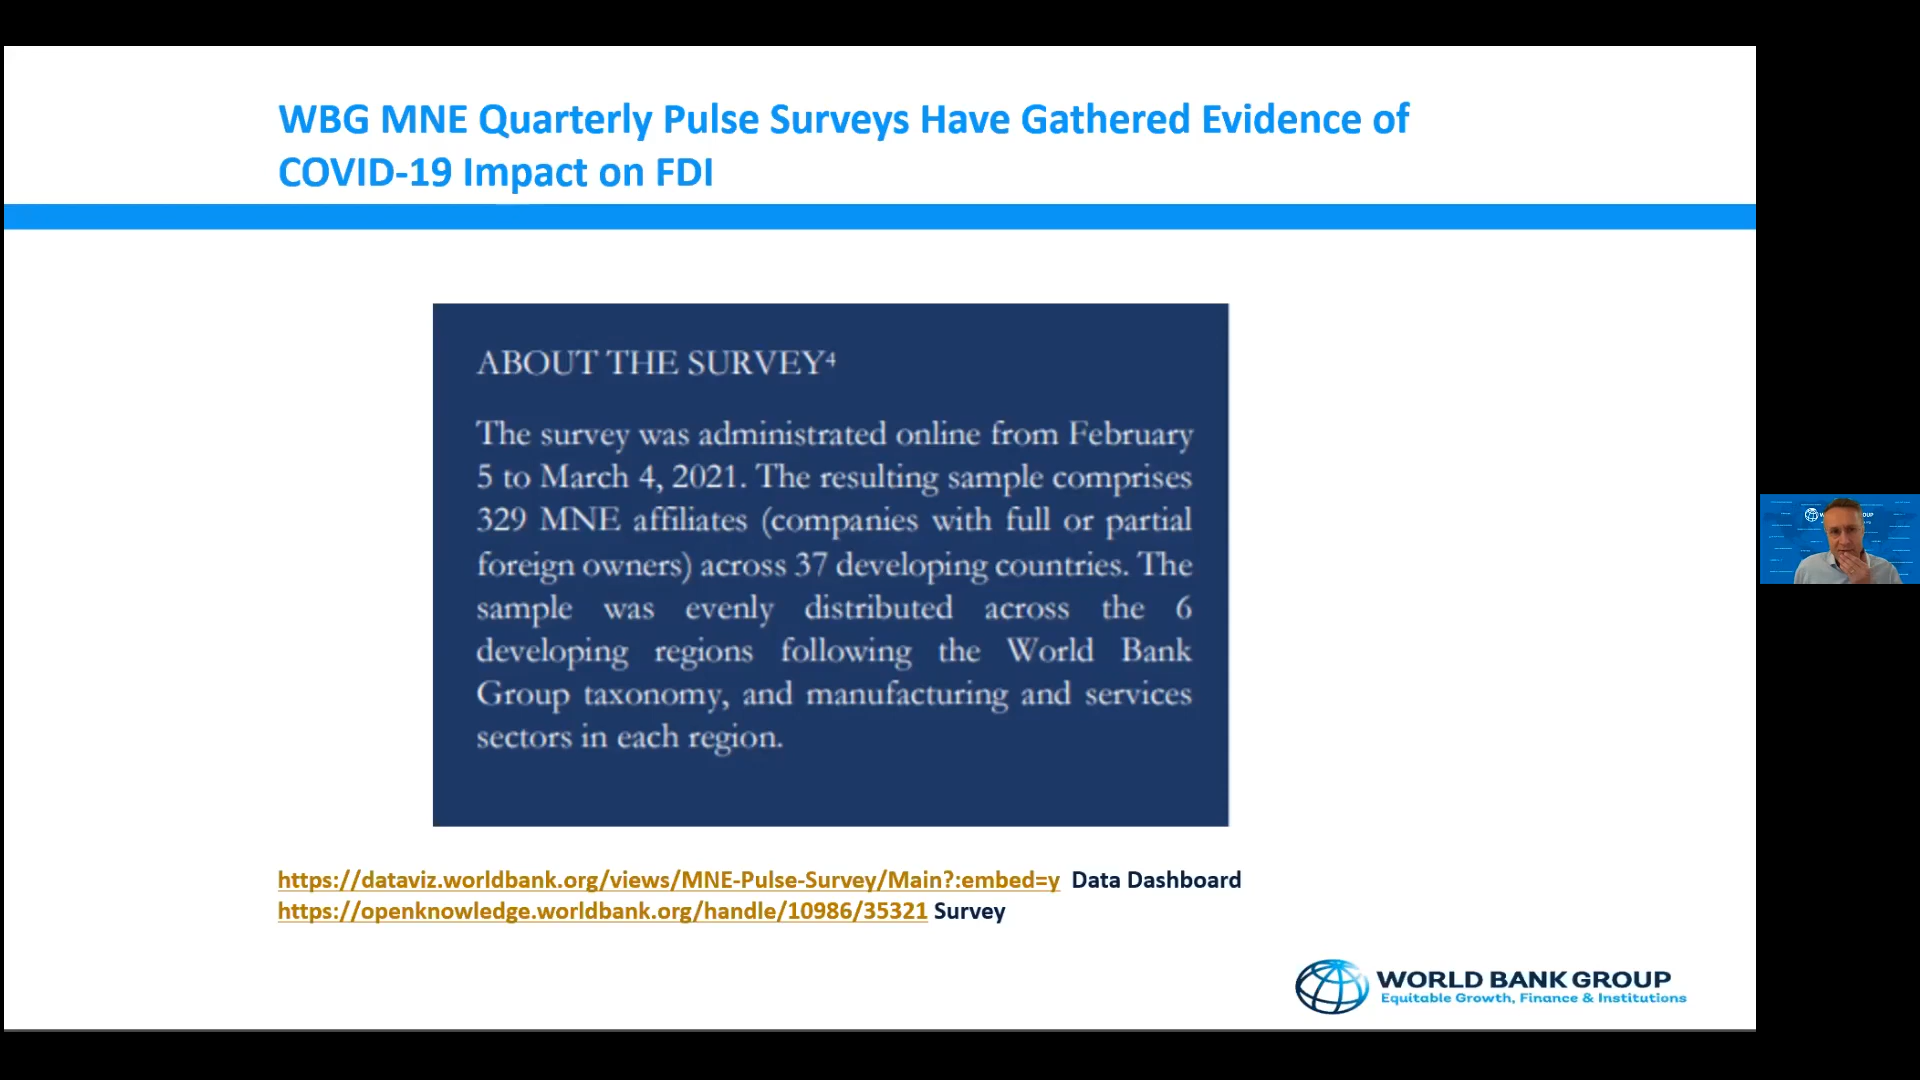 WBG MNE Quarterly Pulse Surveys Have Gathered Evidence of
COVID-19 Impact on FDI
ABOUT THE SURVEY⁴
The survey was administrated online from February
5 to March 4, 2021. The resulting sample comprises
329 MNE affiliates (companies with full or partial
foreign owners) across 37 developing countries. The
sample was evenly distributed across the 6
developing regions following the World Bank
Group taxonomy, and manufacturing and services
sectors in each region.
https://dataviz.worldbank.org/views/MNE-Pulse-Survey/Main?:embed=y Data Dashboard
https://openknowledge.worldbank.org/handle/10986/35321 Survey
WORLD BANK GROUP
Equitable Growth, Finance & Institutions